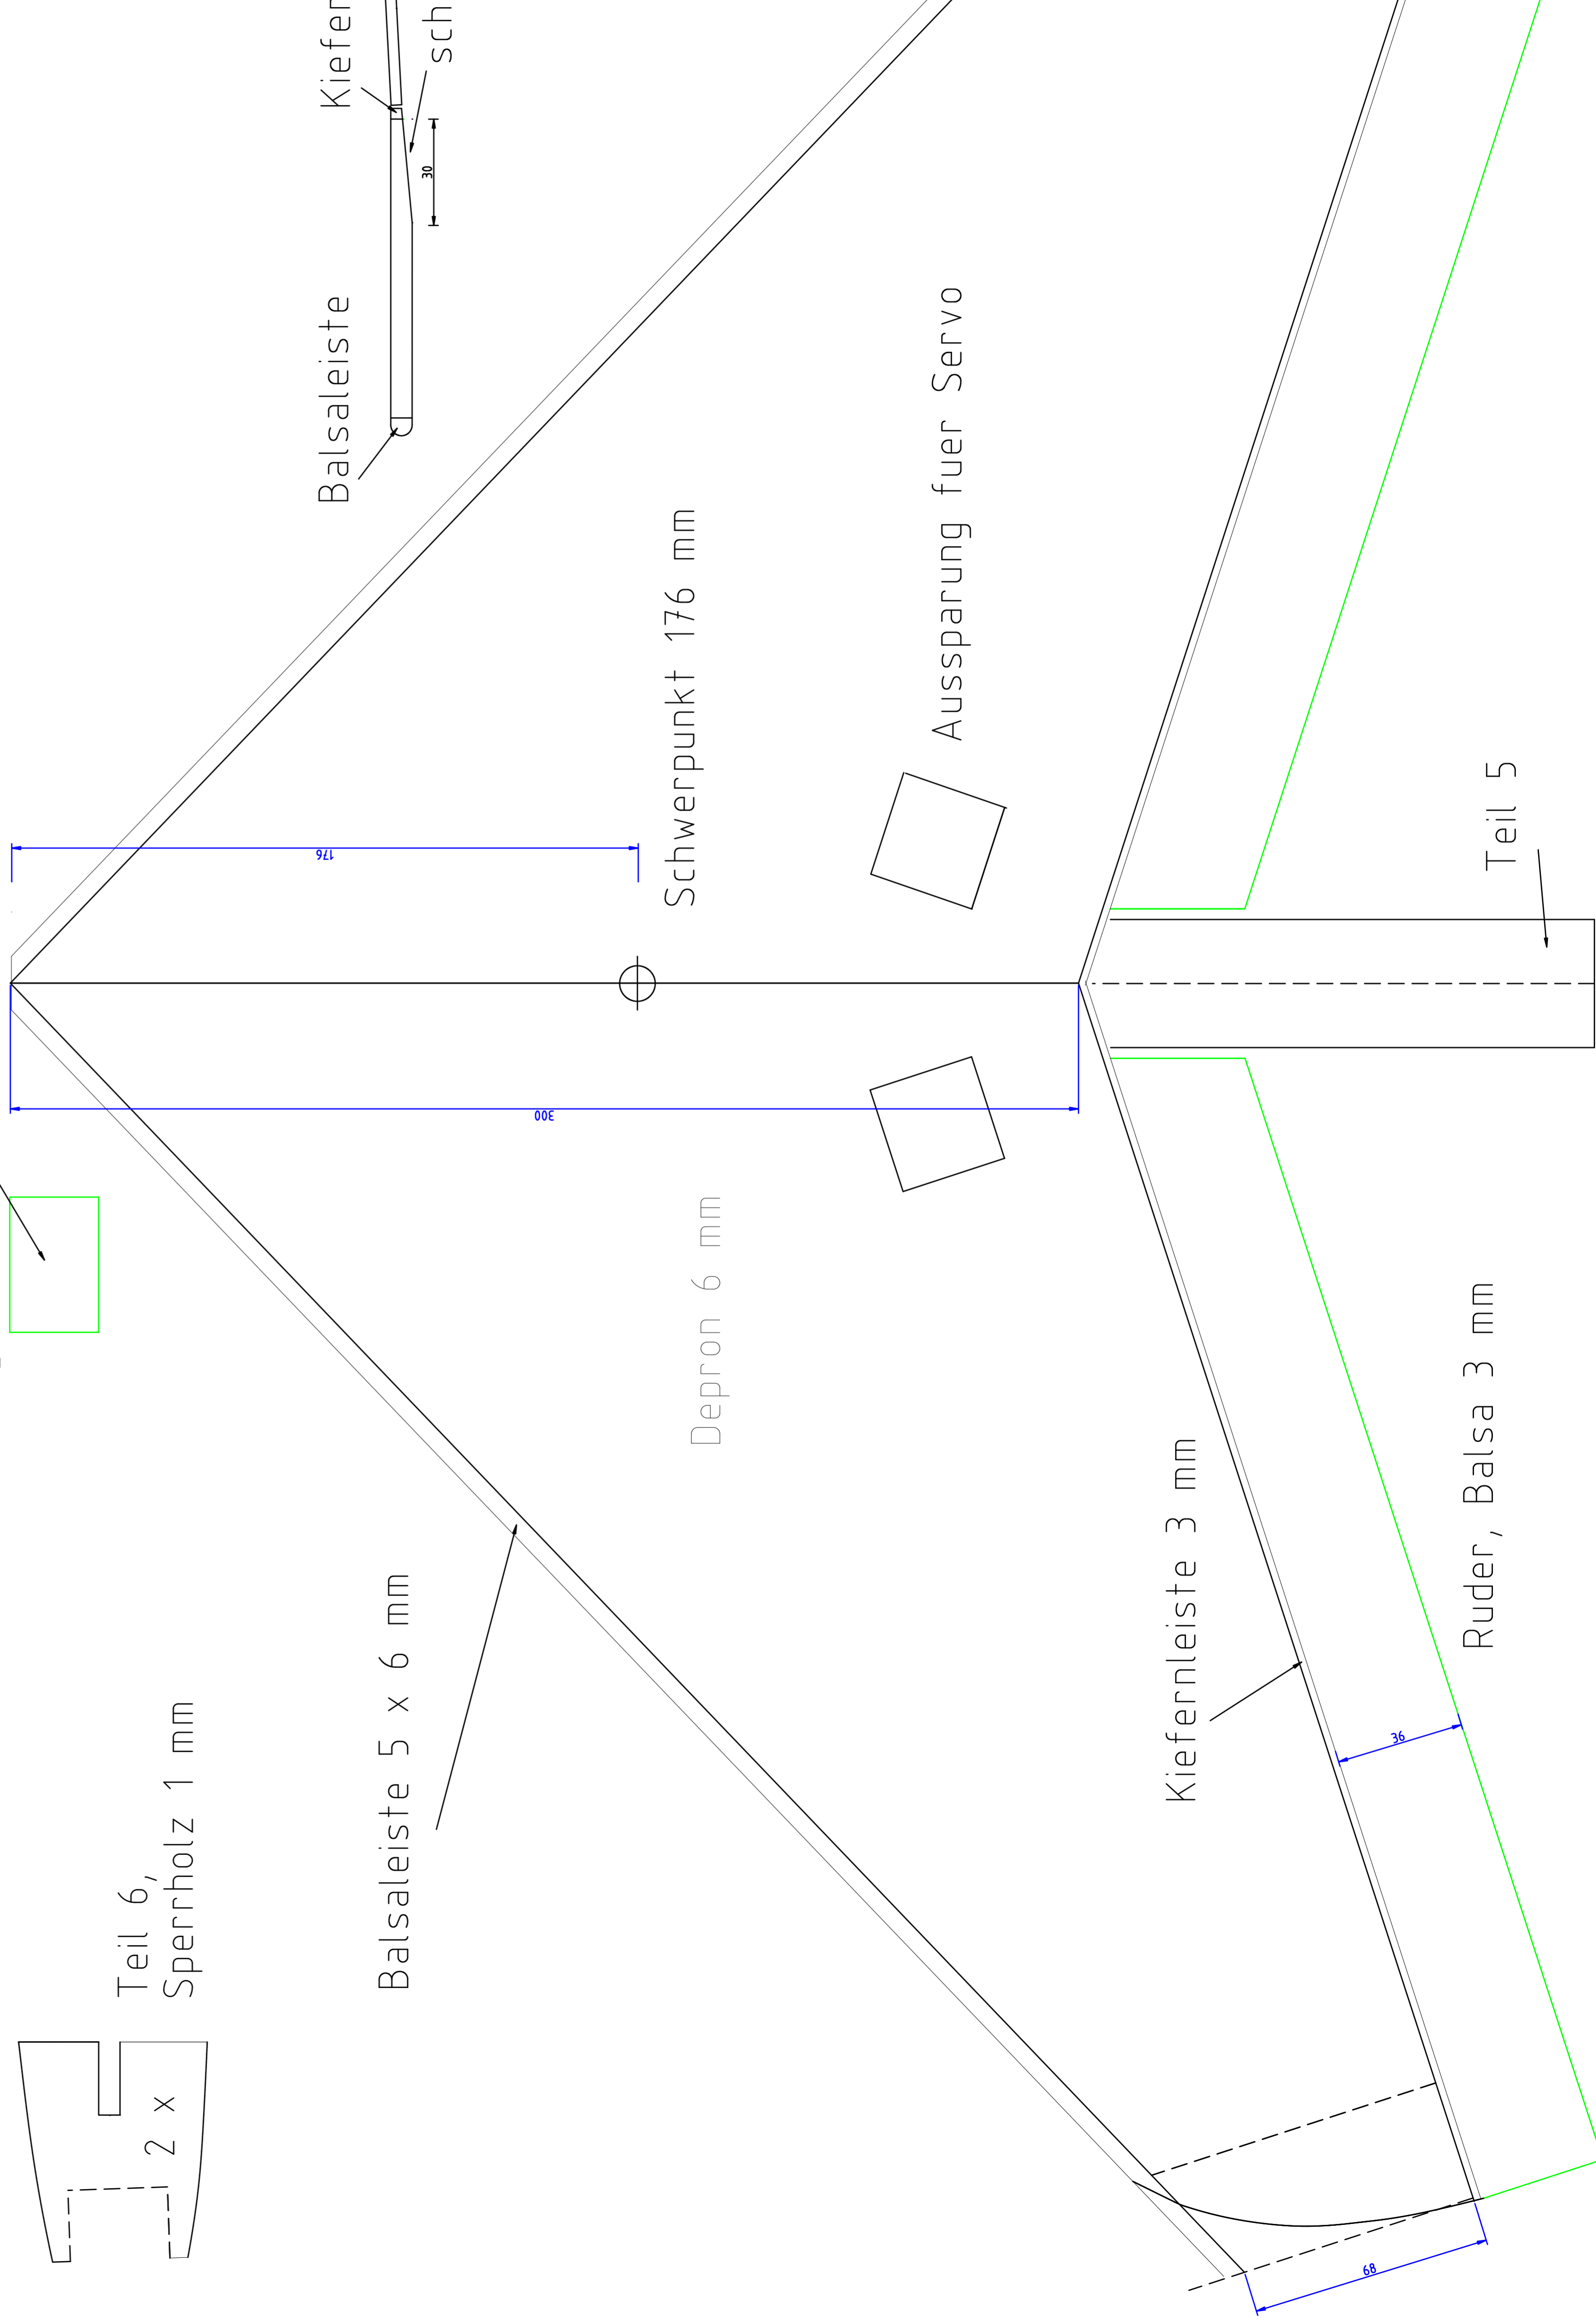 Teil 6,
Sperrholz 1 mm
2 x
Balsaleiste 5 x 6 mm
Balsaleiste
Kiefer
sch
30
176
Schwerpunkt 176 mm
300
Depron 6 mm
Aussparung fuer Servo
Kiefernleiste 3 mm
Ruder, Balsa 3 mm
Teil 5
36
68